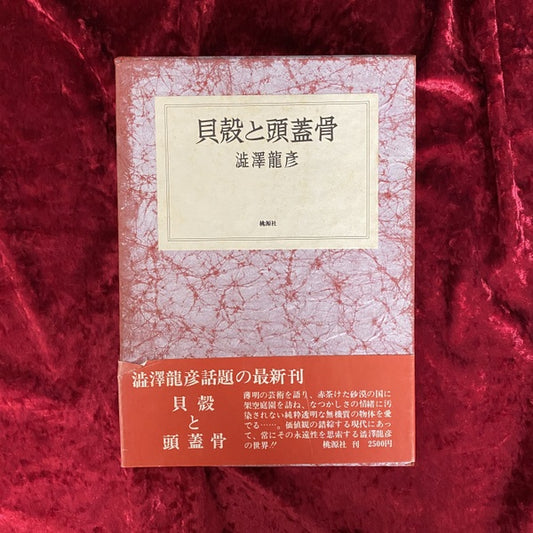 貝殻と頭蓋骨
澁澤龍彦
桃源社
澁澤龍彦話題の最新刊
貝殻
と
頭蓋骨
薄明の芸術を語り、赤茶けた砂漠の国に
架空庭園を訪ね、なつかしさの情緒に汚
染されない純粋透明な無機質の物体を愛
でる……。価値観の錯綜する現代にあっ
て、常にその永遠性を思索する澁澤龍彦
の世界!!
桃源社 刊 2500円